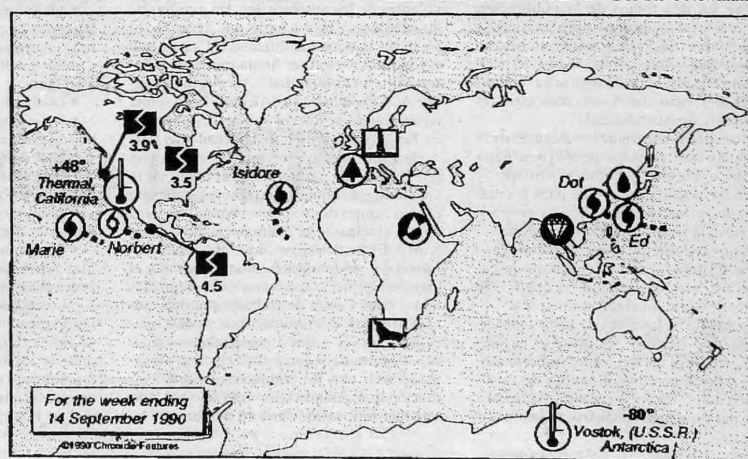 3.9
+48°
3.5
Thermal,
California
Isidore
Dot
Marie
Norbert
Ed
4.5
For the week ending
14 September 1990
©1990 Chronicle Features
-80°
Vostok, (U.S.S.R.)
Antarctica